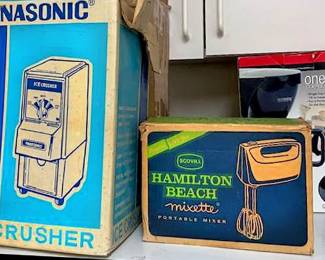 NASONIC®
ICE CRUSHER
CRUSHER
SCOVILL
HAMILTON
BEACH
mixette
PORTABLE MIXER
one